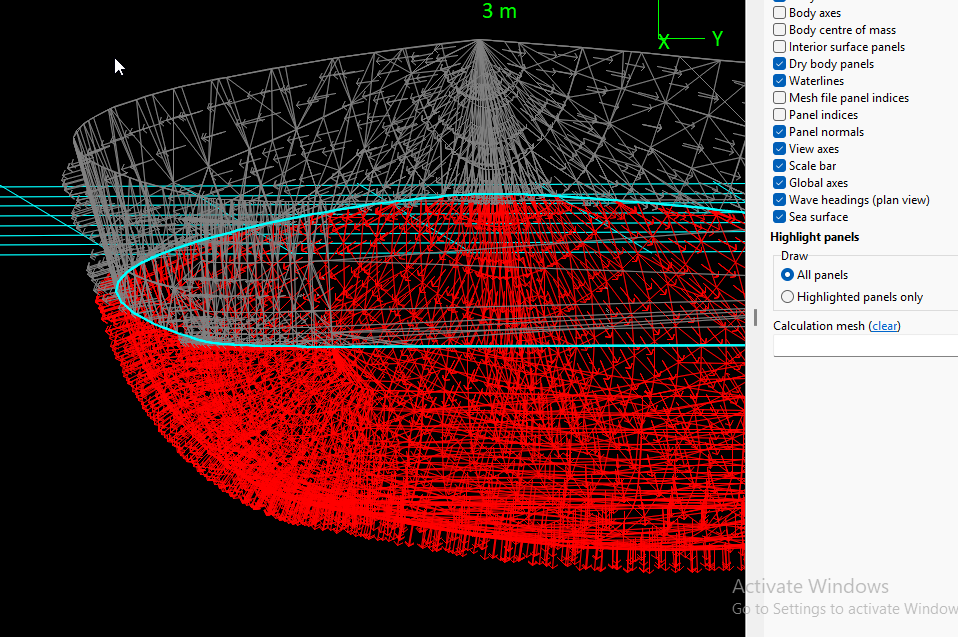 3 m
X
Y
Body axes
Body centre of mass
Interior surface panels
Dry body panels
Waterlines
Mesh file panel indices
Panel indices
Panel normals
View axes
Scale bar
Global axes
Wave headings (plan view)
Sea surface
Highlight panels
Draw
All panels
Highlighted panels only
Calculation mesh (clear)
Activate Windows
Go to Settings to activate Window